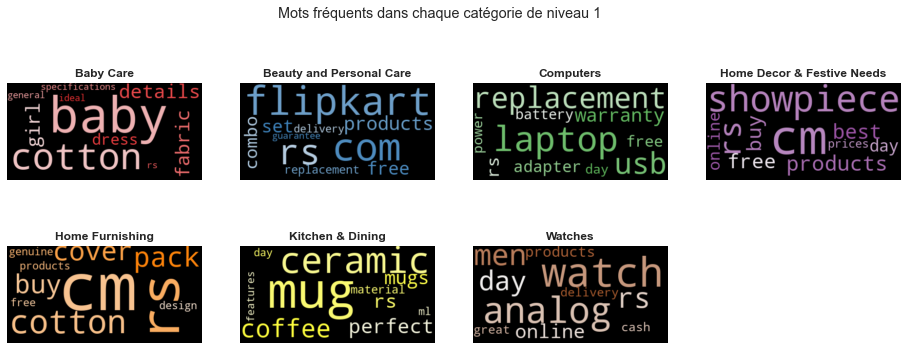 Mots fréquents dans chaque catégorie de niveau 1
Baby Care
specifications
general ideal details
baby
girl dress
cotton fabric
rs
Beauty and Personal Care
flipkart
set delivery products
guarantee
combo rs com
replacement free
Computers
replacement
battery warranty
power laptop free
rs adapter day usb
Home Decor & Festive Needs
showpiece
online rs buy cm best
prices day
free products
Home Furnishing
genuine cover pack
products
buy cm rs
free design
cotton
Kitchen & Dining
day ceramic
mug mugs
features material rs
ml
coffee perfect
Watches
men products
day watch
delivery rs
analog
great online cash